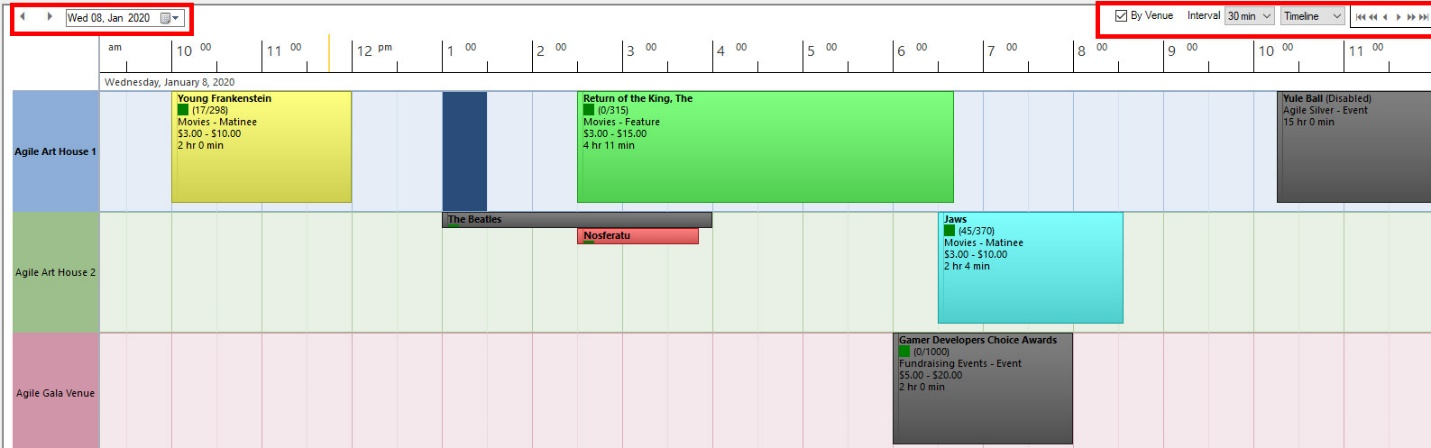 Wed 08, Jan 2020
By Venue Interval 30 min Timeline
am 10 00 11 00 12 pm 1 00 2 00 3 00 4 00 5 00 6 00 7 00 8 00 9 00 10 00 11 00
Wednesday, January 8, 2020
Agile Art House 1
Young Frankenstein
(17/298)
Movies - Matinee
$3.00 - $10.00
2 hr 0 min
Return of the King, The
(0/315)
Movies - Feature
$3.00 - $15.00
4 hr 11 min
Yule Ball (Disabled)
Agile Silver - Event
15 hr 0 min
Agile Art House 2
The Beatles
Nosferatu
Jaws
(45/370)
Movies - Matinee
$3.00 - $10.00
2 hr 4 min
Agile Gala Venue
Gamer Developers Choice Awards
(0/1000)
Fundraising Events - Event
$5.00 - $20.00
2 hr 0 min